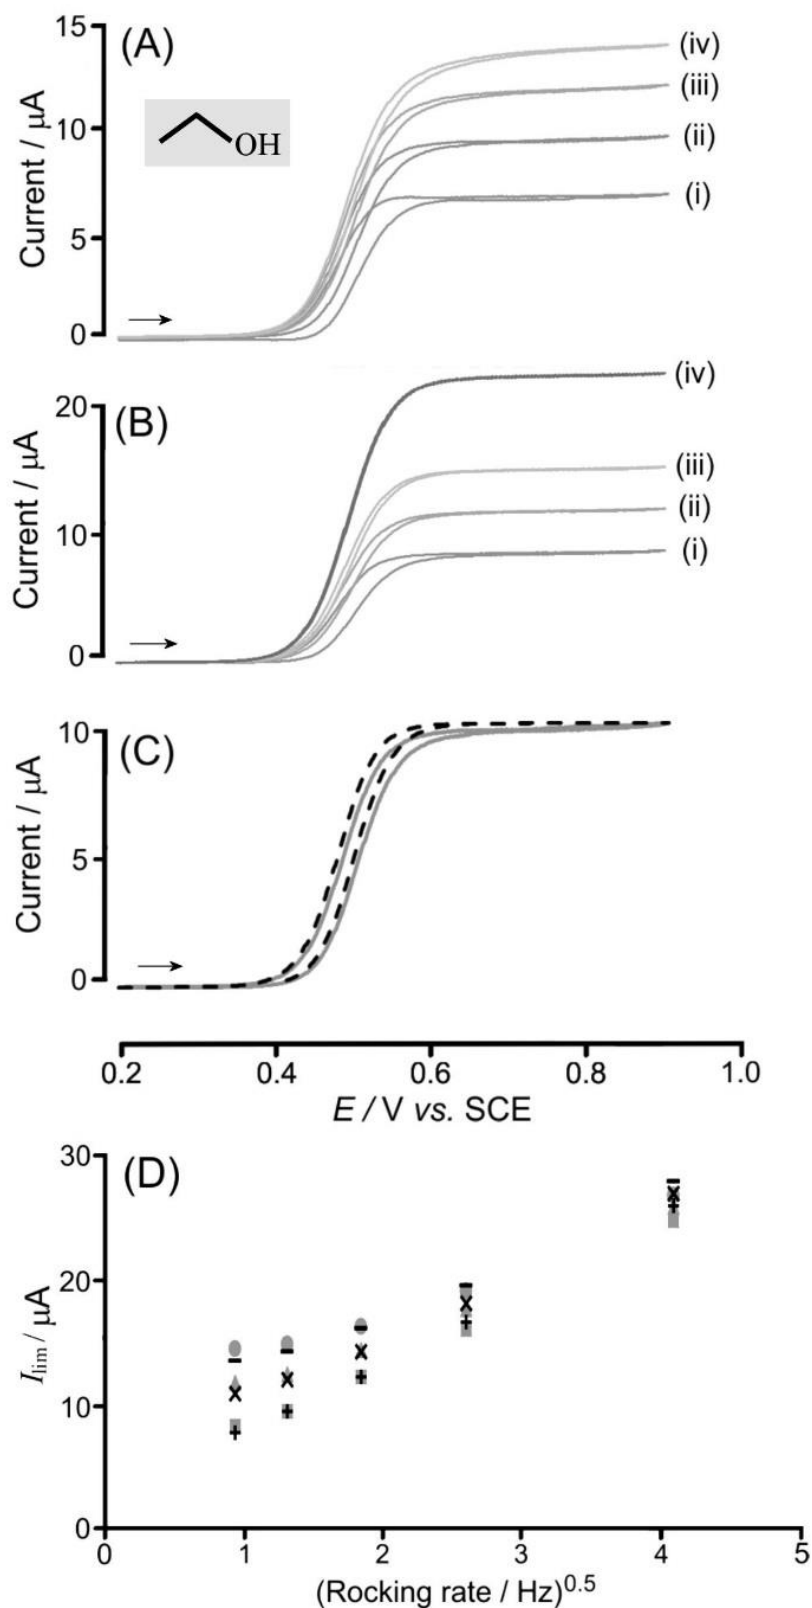 (A)
15
10
5
0
Current / μA
OH
(iv)
(iii)
(ii)
(i)
(B)
20
10
0
Current / μA
(iv)
(iii)
(ii)
(i)
(C)
10
5
0
Current / μA
0.2 0.4 0.6 0.8 1.0
E / V vs. SCE
(D)
30
20
10
0
Ilim / μA
0 1 2 3 4 5
(Rocking rate / Hz)0.5